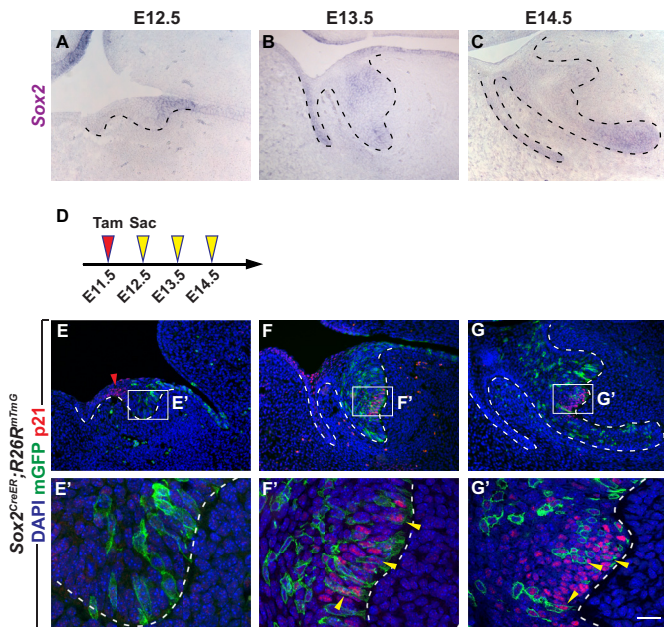 E12.5 E13.5 E14.5
A B C
Sox2
D
Tam Sac
E11.5 E12.5 E13.5 E14.5
E F G
E' F' G'
Sox2CreER;R26RmTmG
DAPI mGFP p21
E' F' G'